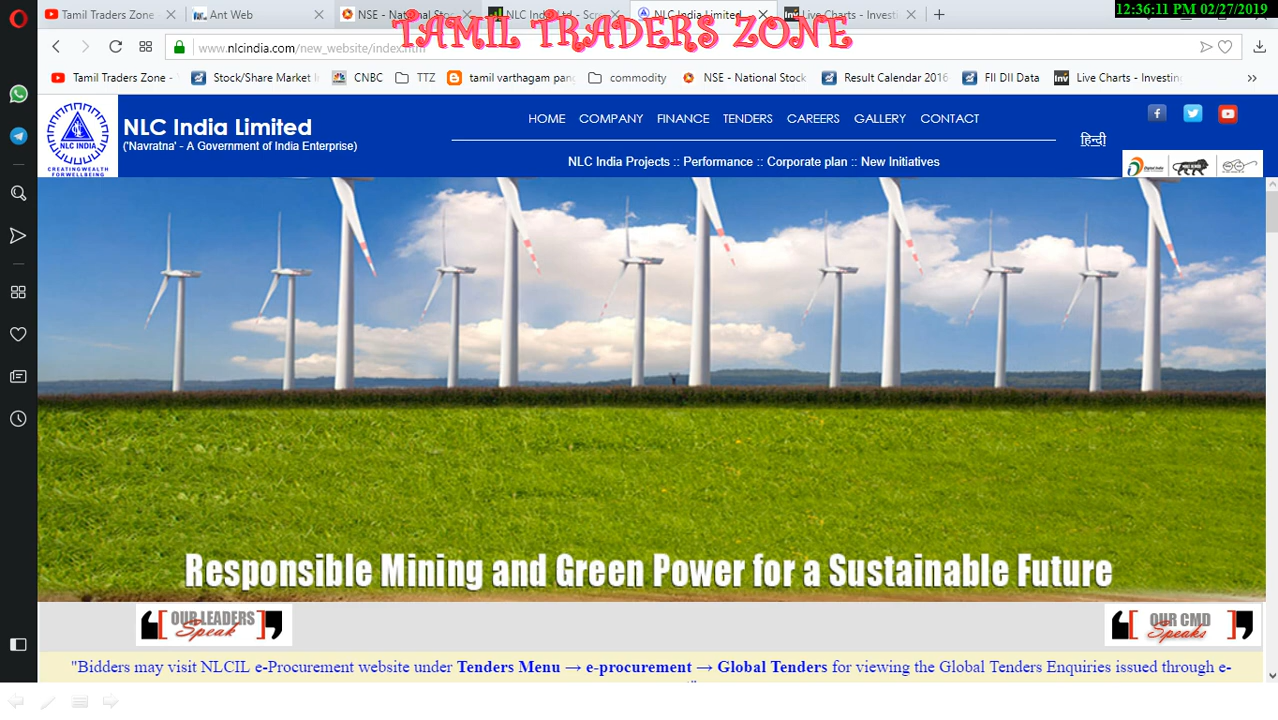 12:36:11 PM 02/27/2019
Tamil Traders Zone
Ant Web
NSE - National Stoc
NLC India Ltd - Scre
NLC India Limited
Live Charts - Investi
TAMIL TRADERS ZONE
www.nlcindia.com/new_website/index.htm
Tamil Traders Zone -
Stock/Share Market I
CNBC
TTZ
tamil varthagam pan
commodity
NSE - National Stock
Result Calendar 2016
FII DII Data
Live Charts - Investin
NLC India Limited
('Navratna' - A Government of India Enterprise)
NLC INDIA
CREATING WEALTH
FOR WELLBEING
HOME COMPANY FINANCE TENDERS CAREERS GALLERY CONTACT
हिन्दी
NLC India Projects :: Performance :: Corporate plan :: New Initiatives
Responsible Mining and Green Power for a Sustainable Future
OUR LEADERS
Speak
OUR CMD
Speaks
"Bidders may visit NLCIL e-Procurement website under Tenders Menu → e-procurement → Global Tenders for viewing the Global Tenders Enquiries issued through e-